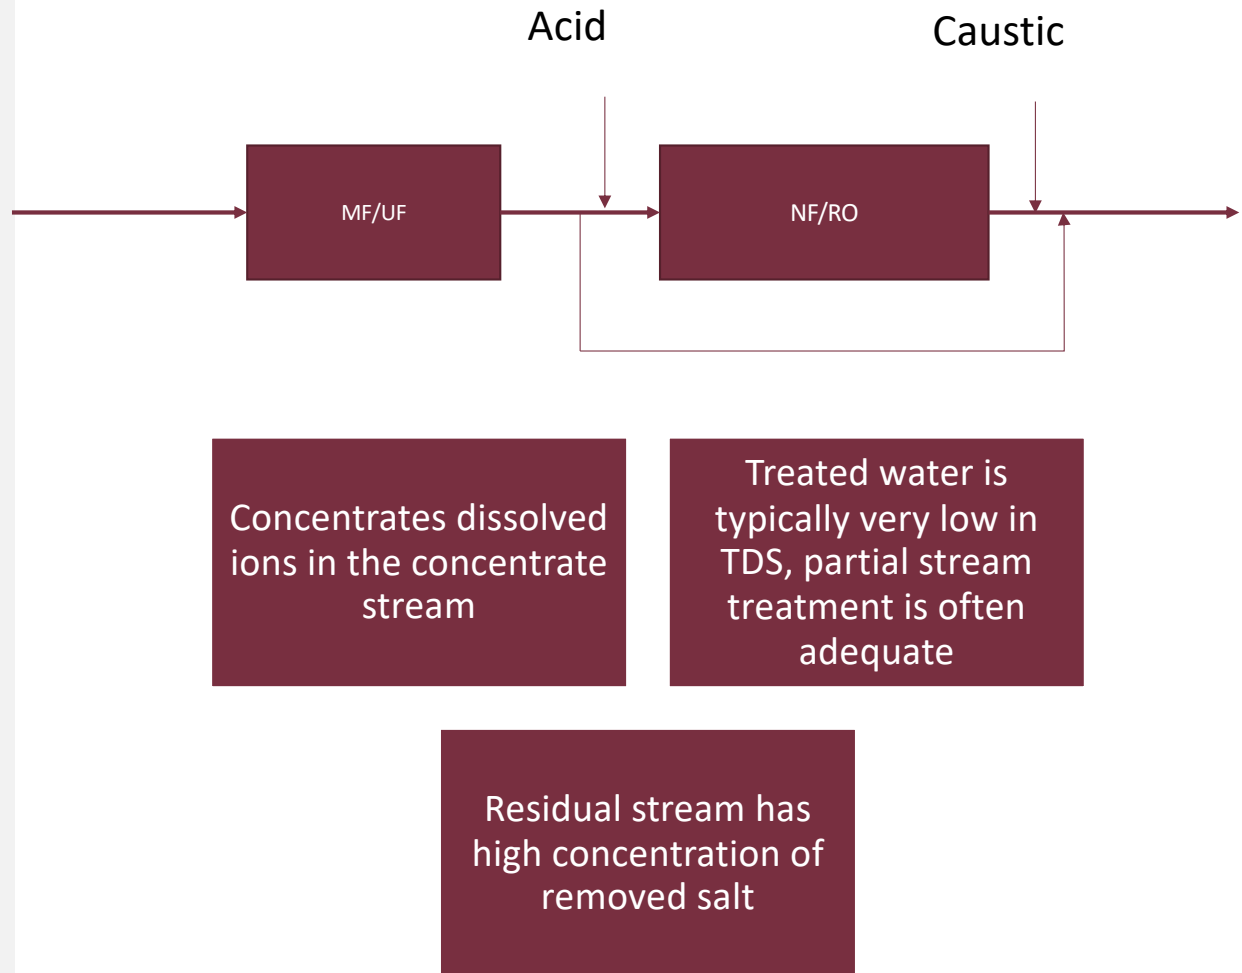 Acid
Caustic
MF/UF
NF/RO
Concentrates dissolved
ions in the concentrate
stream
Treated water is
typically very low in
TDS, partial stream
treatment is often
adequate
Residual stream has
high concentration of
removed salt